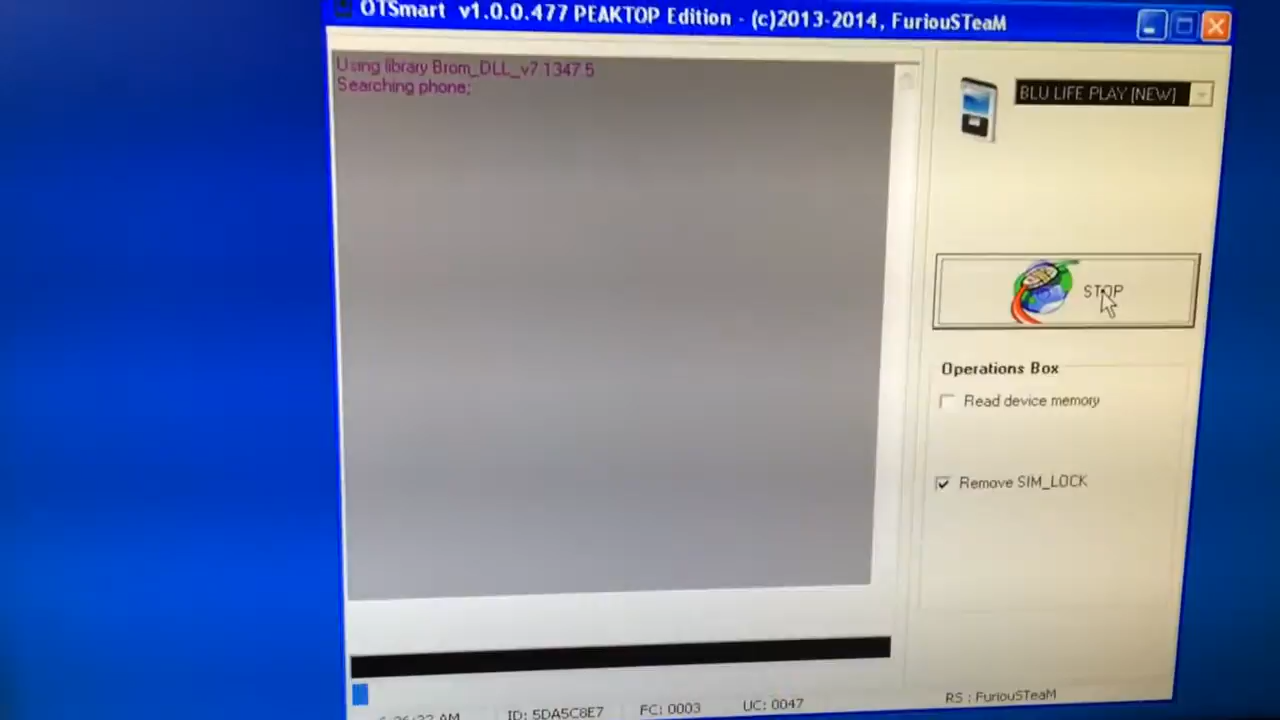 OTSmart v1.0.0.477 PEAKTOP Edition - (c)2013-2014, FuriouSTeaM
Using library Brom_DLL_v7.1347.5
Searching phone;
BLU LIFE PLAY [NEW]
STOP
Operations Box
Read device memory
Remove SIM_LOCK
AM ID: 5DA5C8E7 FC: 0003 UC: 0047 RS : FuriouSTeaM